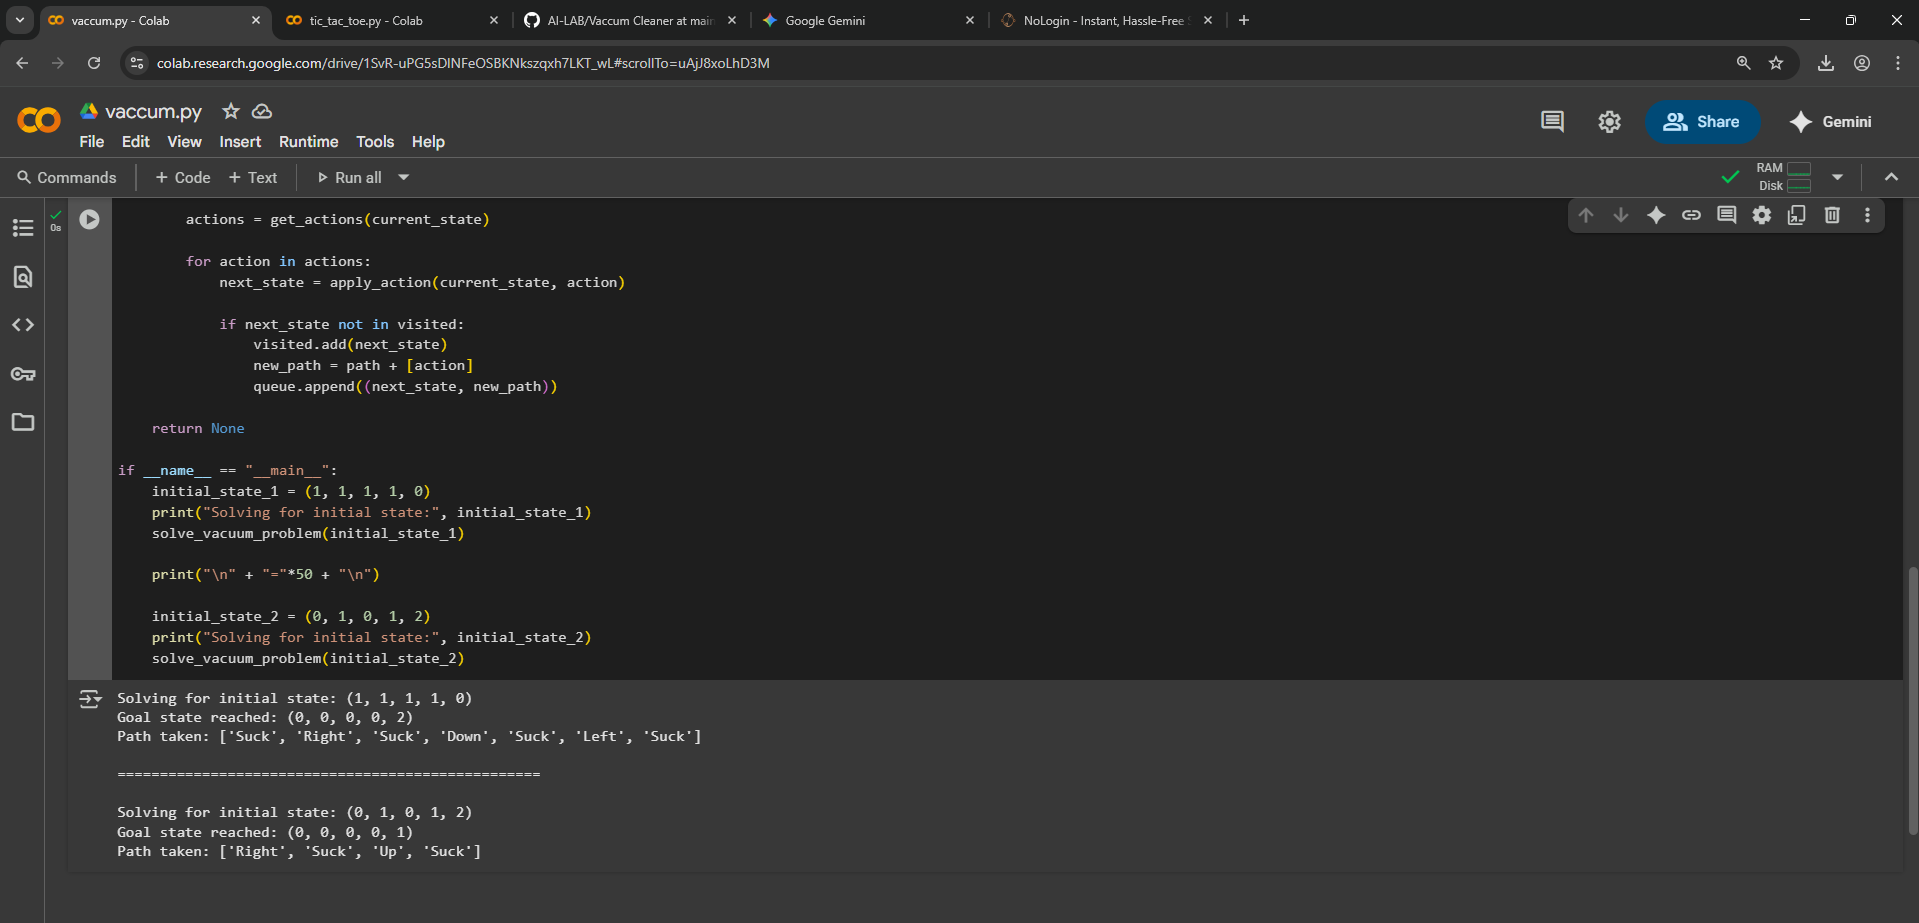 vaccum.py - Colab
tic_tac_toe.py - Colab
AI-LAB/Vaccum Cleaner at main
Google Gemini
NoLogin - Instant, Hassle-Free
colab.research.google.com/drive/1SvR-uPG5sDlNFeOSBKNkszqxh7LKT_wL#scrollTo=uAjJ8xoLhD3M
vaccum.py
File Edit View Insert Runtime Tools Help
Share
Gemini
Commands + Code + Text Run all
RAM
Disk
0s
actions = get_actions(current_state)
for action in actions:
next_state = apply_action(current_state, action)
if next_state not in visited:
visited.add(next_state)
new_path = path + [action]
queue.append((next_state, new_path))
return None
if __name__ == "__main__":
initial_state_1 = (1, 1, 1, 1, 0)
print("Solving for initial state:", initial_state_1)
solve_vacuum_problem(initial_state_1)
print("\n" + "="*50 + "\n")
initial_state_2 = (0, 1, 0, 1, 2)
print("Solving for initial state:", initial_state_2)
solve_vacuum_problem(initial_state_2)
Solving for initial state: (1, 1, 1, 1, 0)
Goal state reached: (0, 0, 0, 0, 2)
Path taken: ['Suck', 'Right', 'Suck', 'Down', 'Suck', 'Left', 'Suck']
==================================================
Solving for initial state: (0, 1, 0, 1, 2)
Goal state reached: (0, 0, 0, 0, 1)
Path taken: ['Right', 'Suck', 'Up', 'Suck']